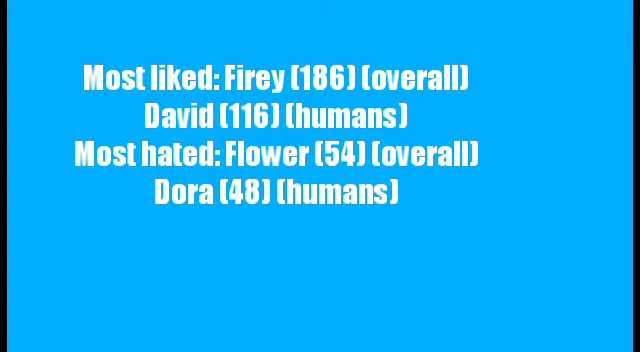 Most liked: Firey (186) (overall)
David (116) (humans)
Most hated: Flower (54) (overall)
Dora (48) (humans)